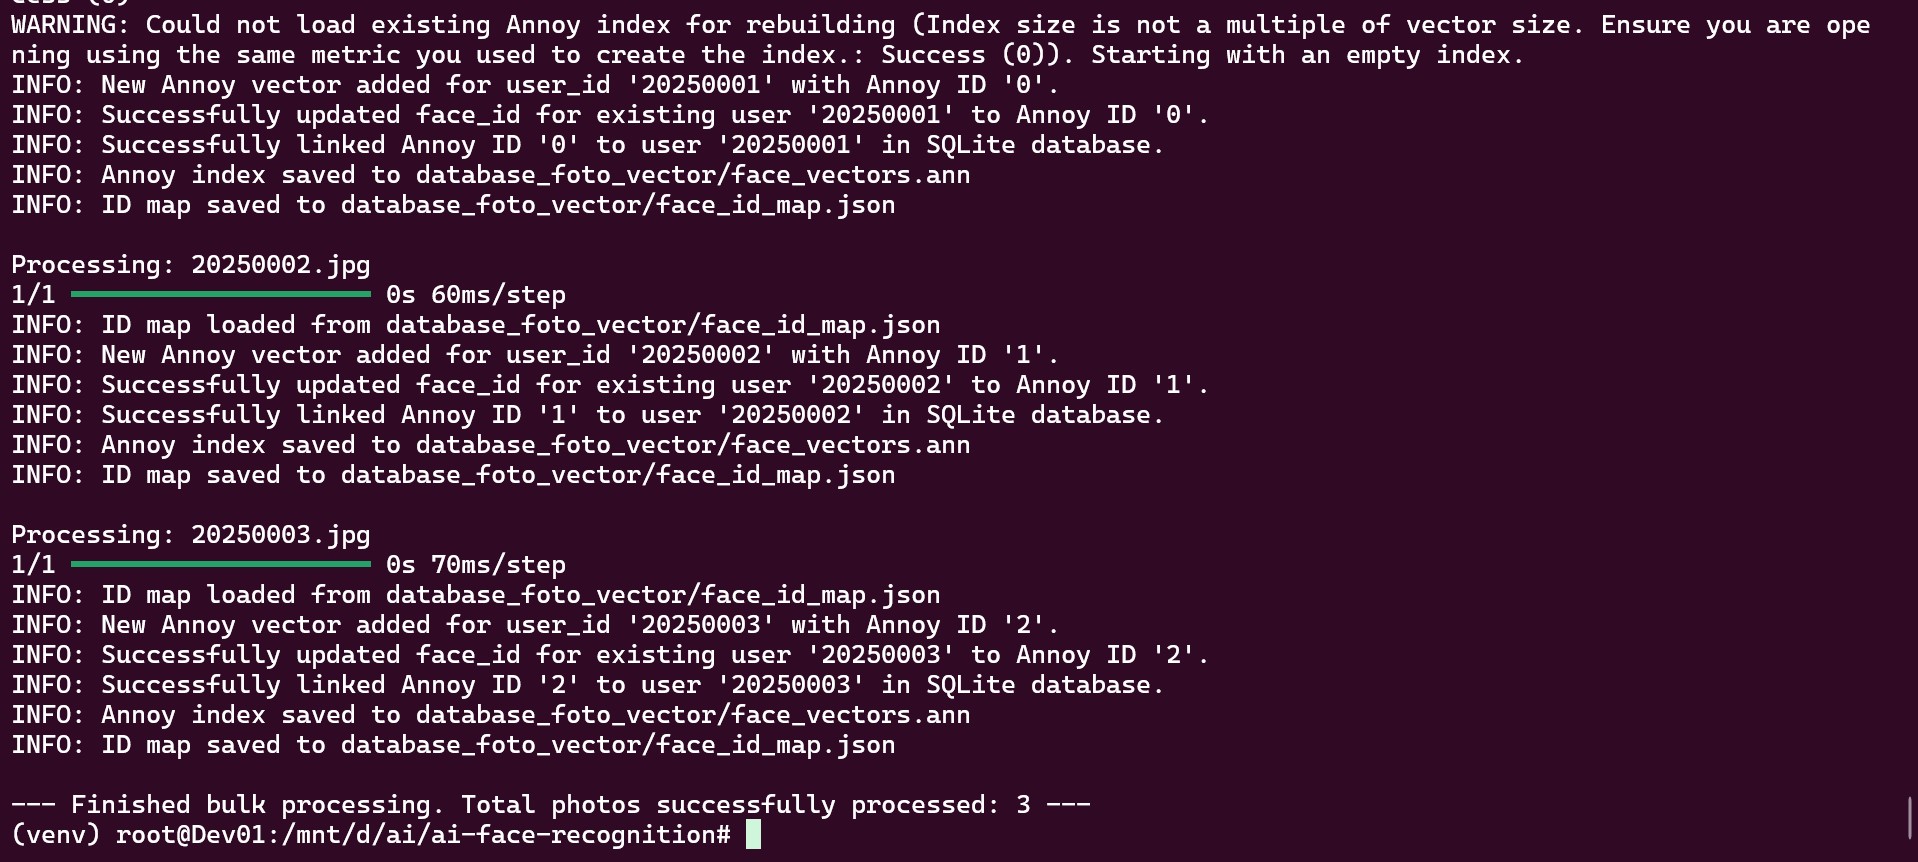 WARNING: Could not load existing Annoy index for rebuilding (Index size is not a multiple of vector size. Ensure you are ope
ning using the same metric you used to create the index.: Success (0)). Starting with an empty index.
INFO: New Annoy vector added for user_id '20250001' with Annoy ID '0'.
INFO: Successfully updated face_id for existing user '20250001' to Annoy ID '0'.
INFO: Successfully linked Annoy ID '0' to user '20250001' in SQLite database.
INFO: Annoy index saved to database_foto_vector/face_vectors.ann
INFO: ID map saved to database_foto_vector/face_id_map.json
Processing: 20250002.jpg
1/1 0s 60ms/step
INFO: ID map loaded from database_foto_vector/face_id_map.json
INFO: New Annoy vector added for user_id '20250002' with Annoy ID '1'.
INFO: Successfully updated face_id for existing user '20250002' to Annoy ID '1'.
INFO: Successfully linked Annoy ID '1' to user '20250002' in SQLite database.
INFO: Annoy index saved to database_foto_vector/face_vectors.ann
INFO: ID map saved to database_foto_vector/face_id_map.json
Processing: 20250003.jpg
1/1 0s 70ms/step
INFO: ID map loaded from database_foto_vector/face_id_map.json
INFO: New Annoy vector added for user_id '20250003' with Annoy ID '2'.
INFO: Successfully updated face_id for existing user '20250003' to Annoy ID '2'.
INFO: Successfully linked Annoy ID '2' to user '20250003' in SQLite database.
INFO: Annoy index saved to database_foto_vector/face_vectors.ann
INFO: ID map saved to database_foto_vector/face_id_map.json
--- Finished bulk processing. Total photos successfully processed: 3 ---
(venv) root@Dev01:/mnt/d/ai/ai-face-recognition#